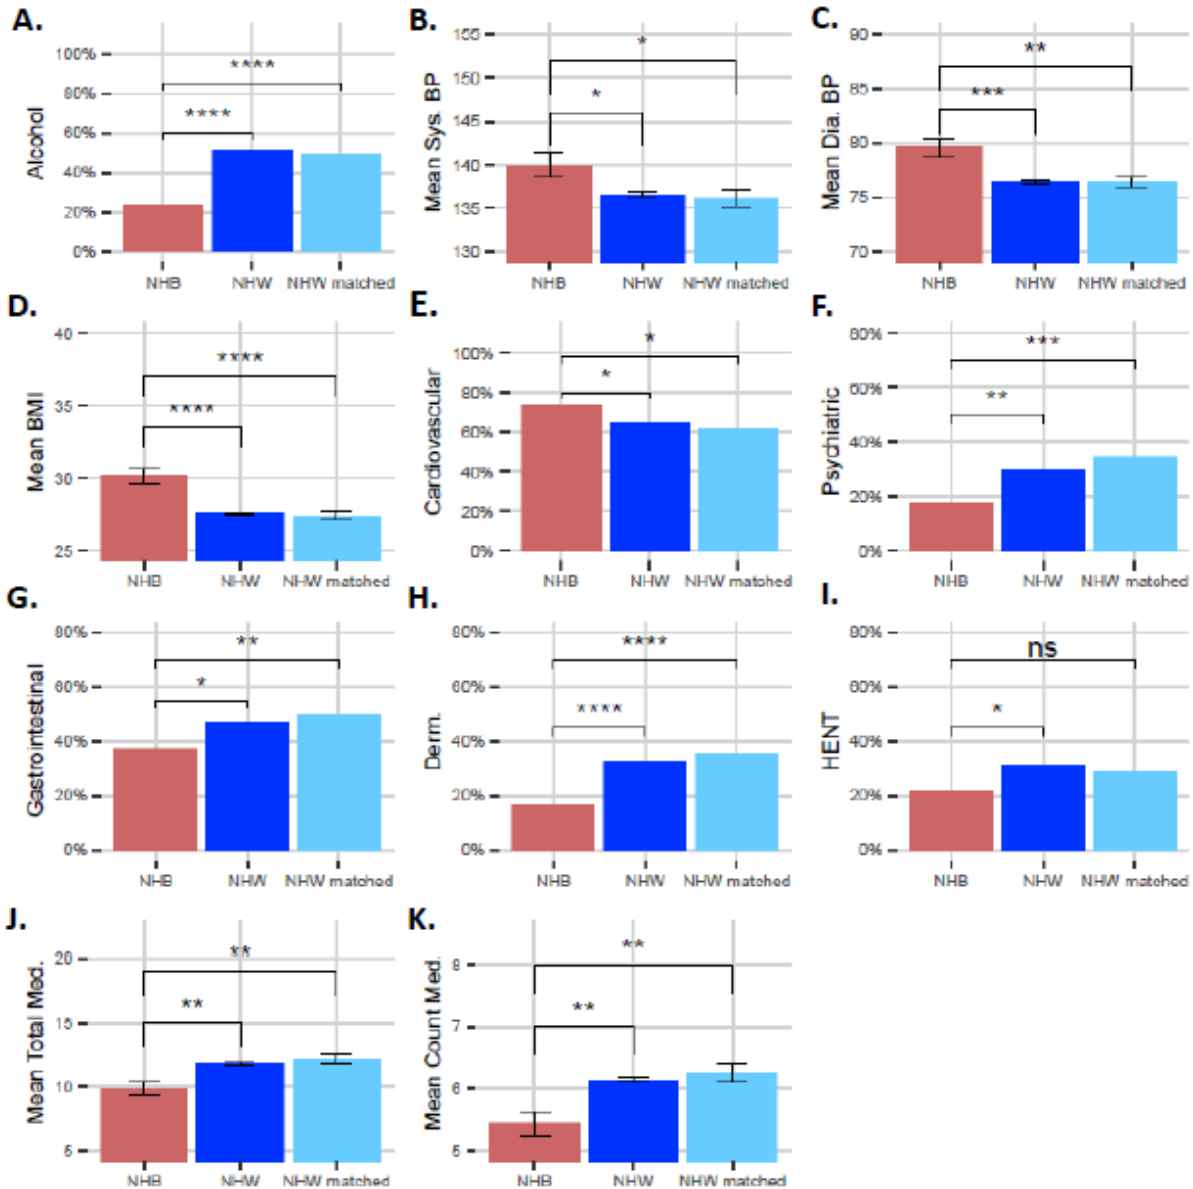 A.
Alcohol
100%
80%
60%
40%
20%
0%
****
****
NHB NHW NHW matched
B.
Mean Sys. BP
155
150
145
140
135
130
*
*
NHB NHW NHW matched
C.
Mean Dia. BP
90
85
80
75
70
**
***
NHB NHW NHW matched
D.
Mean BMI
40
35
30
25
****
****
NHB NHW NHW matched
E.
Cardiovascular
100%
80%
60%
40%
20%
0%
*
*
NHB NHW NHW matched
F.
Psychiatric
80%
60%
40%
20%
0%
***
**
NHB NHW NHW matched
G.
Gastrointestinal
80%
60%
40%
20%
0%
**
*
NHB NHW NHW matched
H.
Derm.
80%
60%
40%
20%
0%
****
****
NHB NHW NHW matched
I.
HENT
80%
60%
40%
20%
0%
ns
*
NHB NHW NHW matched
J.
Mean Total Med.
20
15
10
5
**
**
NHB NHW NHW matched
K.
Mean Count Med.
8
7
6
5
**
**
NHB NHW NHW matched